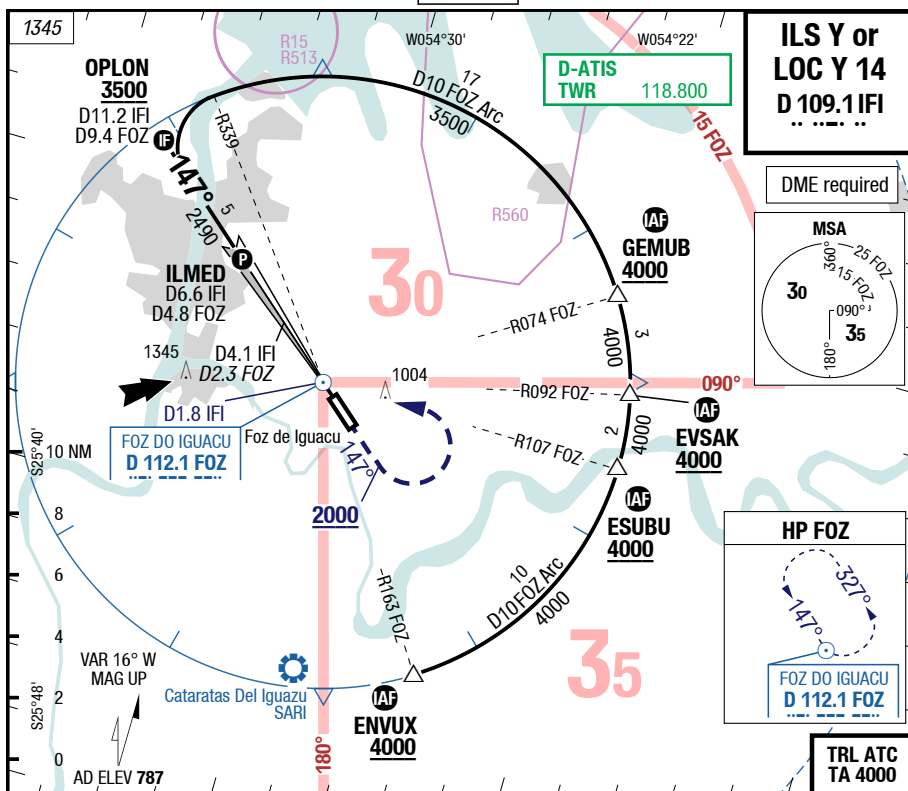 1345
ILS Y or
LOC Y 14
D 109.1 IFI
DME required
MSA
360°
25 FOZ
15 FOZ
30
090°
35
180°
D-ATIS
TWR 118.800
W054°30'
W054°22'
R15
R513
OPLON
3500
D11.2 IFI
D9.4 FOZ
IF
R339
17
D10 FOZ Arc
3500
15 FOZ
147°
5
2490
R560
IAF
GEMUB
4000
P
ILMED
D6.6 IFI
D4.8 FOZ
30
R074 FOZ
3
4000
D4.1 IFI
D2.3 FOZ
1345
1004
090°
R092 FOZ
IAF
EVSAK
4000
D1.8 IFI
Foz de Iguacu
FOZ DO IGUACU
D 112.1 FOZ
2
4000
R107 FOZ
S25°40'
10 NM
147°
2000
IAF
ESUBU
4000
8
6
4
2
0
10
D10 FOZ Arc
4000
R163 FOZ
HP FOZ
147°
327°
FOZ DO IGUACU
D 112.1 FOZ
VAR 16° W
MAG UP
S25°48'
Cataratas Del Iguazu
SARI
180°
IAF
ENVUX
4000
35
AD ELEV 787
TRL ATC
TA 4000